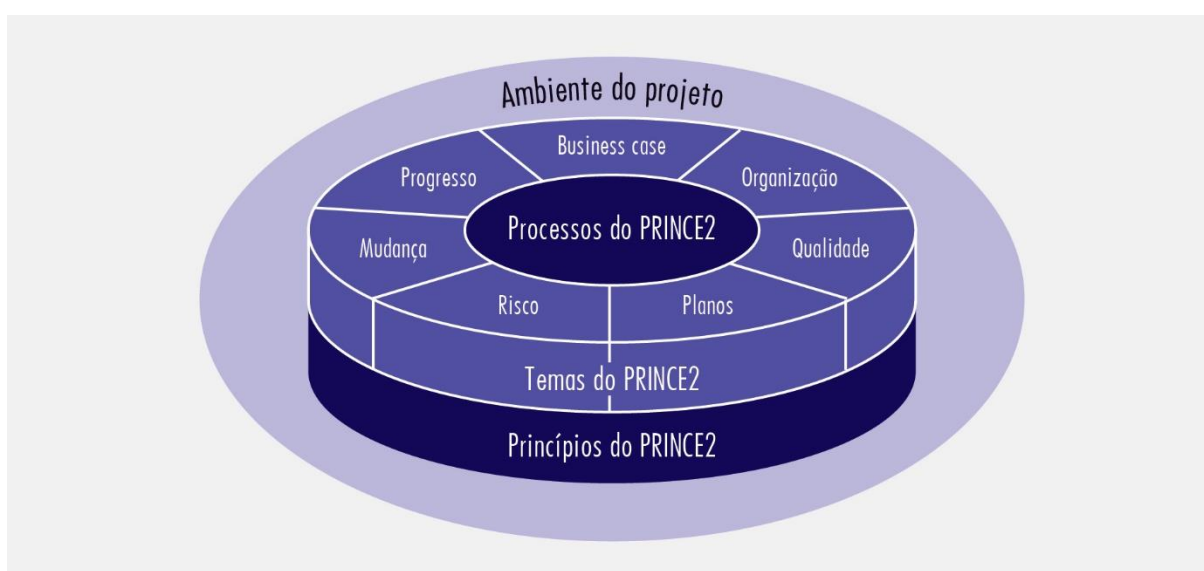 Ambiente do projeto
Business case
Progresso
Organização
Processos do PRINCE2
Mudança
Qualidade
Risco
Planos
Temas do PRINCE2
Princípios do PRINCE2